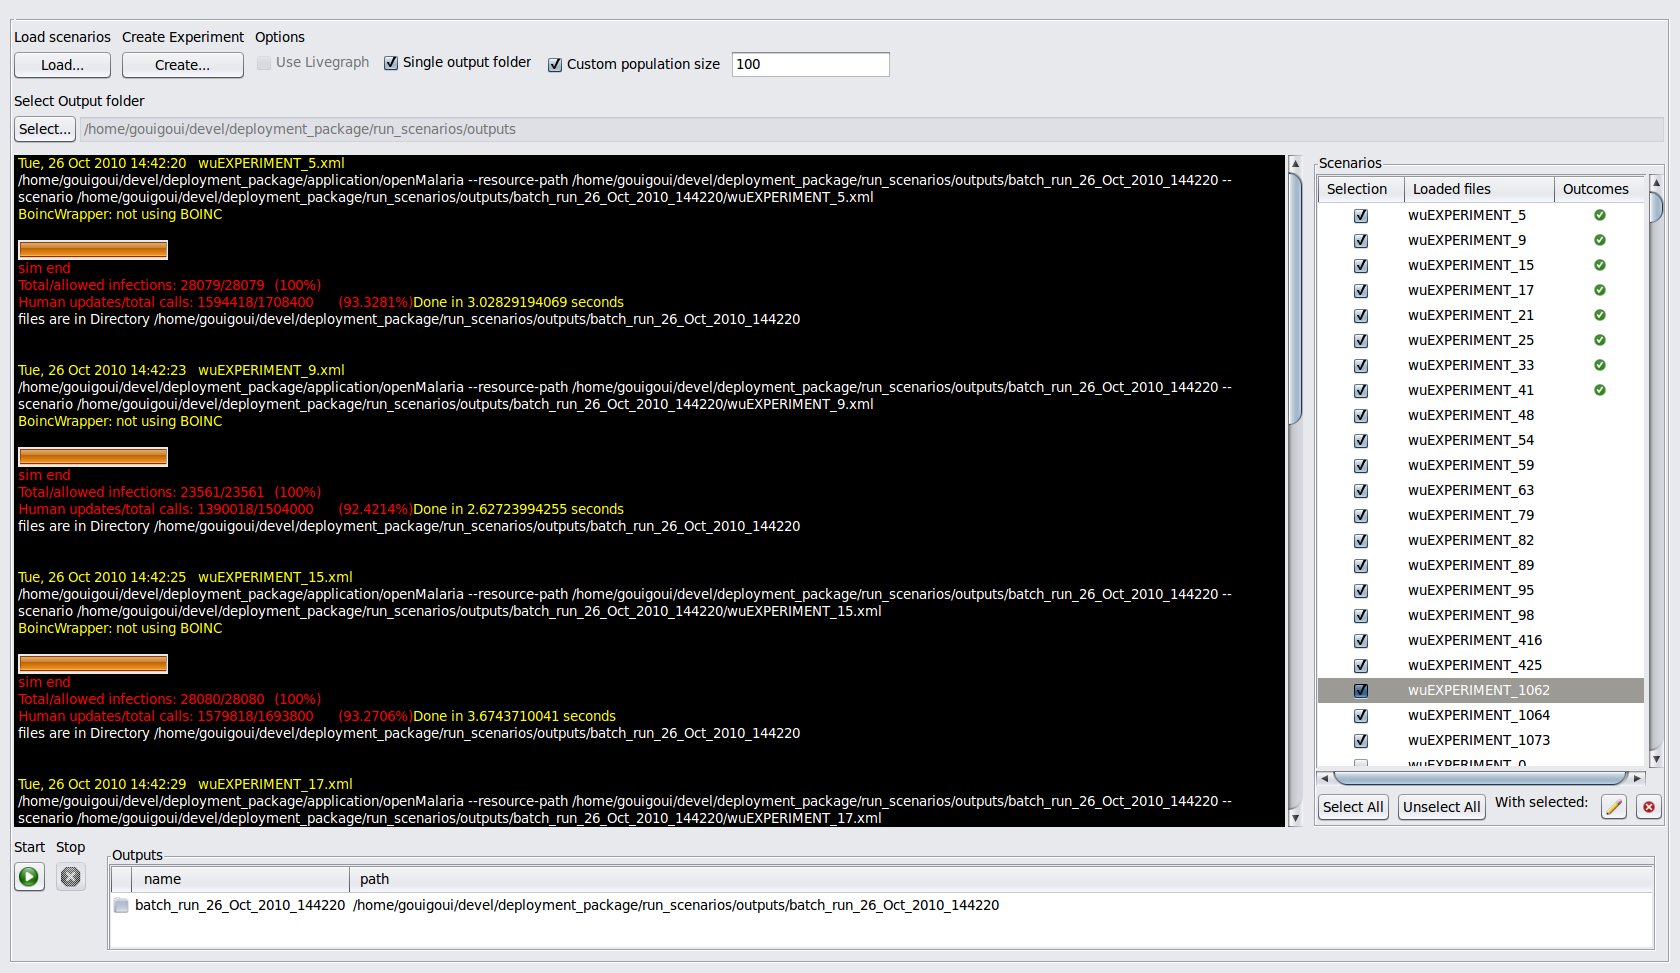 Load scenarios Create Experiment Options
Load... Create... Use Livegraph Single output folder Custom population size 100
Select Output folder
Select... /home/gouigoui/devel/deployment_package/run_scenarios/outputs
Tue, 26 Oct 2010 14:42:20 wuEXPERIMENT_5.xml
/home/gouigoui/devel/deployment_package/application/openMalaria --resource-path /home/gouigoui/devel/deployment_package/run_scenarios/outputs/batch_run_26_Oct_2010_144220 --
scenario /home/gouigoui/devel/deployment_package/run_scenarios/outputs/batch_run_26_Oct_2010_144220/wuEXPERIMENT_5.xml
BoincWrapper: not using BOINC
sim end
Total/allowed infections: 28079/28079 (100%)
Human updates/total calls: 1594418/1708400 (93.3281%)Done in 3.02829194069 seconds
files are in Directory /home/gouigoui/devel/deployment_package/run_scenarios/outputs/batch_run_26_Oct_2010_144220
Tue, 26 Oct 2010 14:42:23 wuEXPERIMENT_9.xml
/home/gouigoui/devel/deployment_package/application/openMalaria --resource-path /home/gouigoui/devel/deployment_package/run_scenarios/outputs/batch_run_26_Oct_2010_144220 --
scenario /home/gouigoui/devel/deployment_package/run_scenarios/outputs/batch_run_26_Oct_2010_144220/wuEXPERIMENT_9.xml
BoincWrapper: not using BOINC
sim end
Total/allowed infections: 23561/23561 (100%)
Human updates/total calls: 1390018/1504000 (92.4214%)Done in 2.62723994255 seconds
files are in Directory /home/gouigoui/devel/deployment_package/run_scenarios/outputs/batch_run_26_Oct_2010_144220
Tue, 26 Oct 2010 14:42:25 wuEXPERIMENT_15.xml
/home/gouigoui/devel/deployment_package/application/openMalaria --resource-path /home/gouigoui/devel/deployment_package/run_scenarios/outputs/batch_run_26_Oct_2010_144220 --
scenario /home/gouigoui/devel/deployment_package/run_scenarios/outputs/batch_run_26_Oct_2010_144220/wuEXPERIMENT_15.xml
BoincWrapper: not using BOINC
sim end
Total/allowed infections: 28080/28080 (100%)
Human updates/total calls: 1579818/1693800 (93.2706%)Done in 3.6743710041 seconds
files are in Directory /home/gouigoui/devel/deployment_package/run_scenarios/outputs/batch_run_26_Oct_2010_144220
Tue, 26 Oct 2010 14:42:29 wuEXPERIMENT_17.xml
/home/gouigoui/devel/deployment_package/application/openMalaria --resource-path /home/gouigoui/devel/deployment_package/run_scenarios/outputs/batch_run_26_Oct_2010_144220 --
scenario /home/gouigoui/devel/deployment_package/run_scenarios/outputs/batch_run_26_Oct_2010_144220/wuEXPERIMENT_17.xml
Scenarios
Selection Loaded files Outcomes
wuEXPERIMENT_5
wuEXPERIMENT_9
wuEXPERIMENT_15
wuEXPERIMENT_17
wuEXPERIMENT_21
wuEXPERIMENT_25
wuEXPERIMENT_33
wuEXPERIMENT_41
wuEXPERIMENT_48
wuEXPERIMENT_54
wuEXPERIMENT_59
wuEXPERIMENT_63
wuEXPERIMENT_79
wuEXPERIMENT_82
wuEXPERIMENT_89
wuEXPERIMENT_95
wuEXPERIMENT_98
wuEXPERIMENT_416
wuEXPERIMENT_425
wuEXPERIMENT_1062
wuEXPERIMENT_1064
wuEXPERIMENT_1073
Select All Unselect All With selected:
Start Stop
Outputs
name path
batch_run_26_Oct_2010_144220 /home/gouigoui/devel/deployment_package/run_scenarios/outputs/batch_run_26_Oct_2010_144220